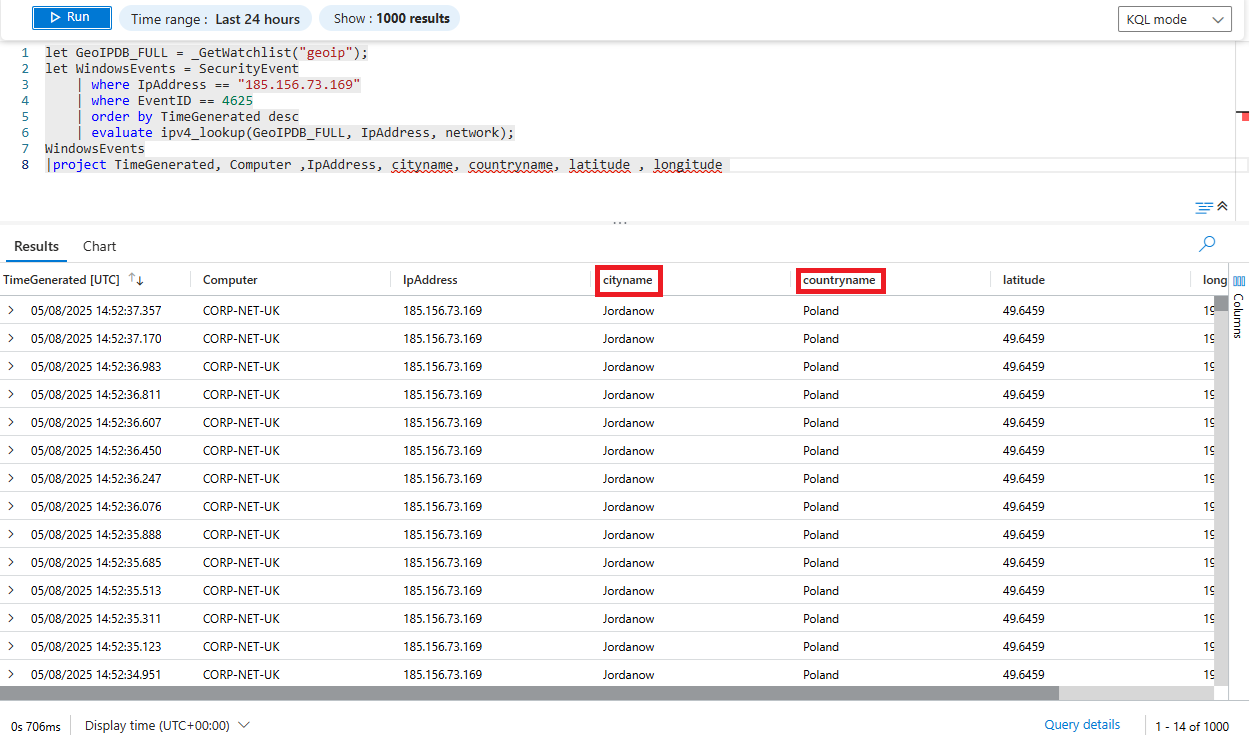 Run Time range : Last 24 hours Show : 1000 results KQL mode
1 let GeoIPDB_FULL = _GetWatchlist("geoip");
2 let WindowsEvents = SecurityEvent
3 | where IpAddress == "185.156.73.169"
4 | where EventID == 4625
5 | order by TimeGenerated desc
6 | evaluate ipv4_lookup(GeoIPDB_FULL, IpAddress, network);
7 WindowsEvents
8 |project TimeGenerated, Computer ,IpAddress, cityname, countryname, latitude , longitude
Results Chart
TimeGenerated [UTC] Computer IpAddress cityname countryname latitude long
Columns
05/08/2025 14:52:37.357 CORP-NET-UK 185.156.73.169 Jordanow Poland 49.6459 19
05/08/2025 14:52:37.170 CORP-NET-UK 185.156.73.169 Jordanow Poland 49.6459 19
05/08/2025 14:52:36.983 CORP-NET-UK 185.156.73.169 Jordanow Poland 49.6459 19
05/08/2025 14:52:36.811 CORP-NET-UK 185.156.73.169 Jordanow Poland 49.6459 19
05/08/2025 14:52:36.607 CORP-NET-UK 185.156.73.169 Jordanow Poland 49.6459 19
05/08/2025 14:52:36.450 CORP-NET-UK 185.156.73.169 Jordanow Poland 49.6459 19
05/08/2025 14:52:36.247 CORP-NET-UK 185.156.73.169 Jordanow Poland 49.6459 19
05/08/2025 14:52:36.076 CORP-NET-UK 185.156.73.169 Jordanow Poland 49.6459 19
05/08/2025 14:52:35.888 CORP-NET-UK 185.156.73.169 Jordanow Poland 49.6459 19
05/08/2025 14:52:35.685 CORP-NET-UK 185.156.73.169 Jordanow Poland 49.6459 19
05/08/2025 14:52:35.513 CORP-NET-UK 185.156.73.169 Jordanow Poland 49.6459 19
05/08/2025 14:52:35.311 CORP-NET-UK 185.156.73.169 Jordanow Poland 49.6459 19
05/08/2025 14:52:35.123 CORP-NET-UK 185.156.73.169 Jordanow Poland 49.6459 19
05/08/2025 14:52:34.951 CORP-NET-UK 185.156.73.169 Jordanow Poland 49.6459 19
0s 706ms Display time (UTC+00:00) Query details 1 - 14 of 1000